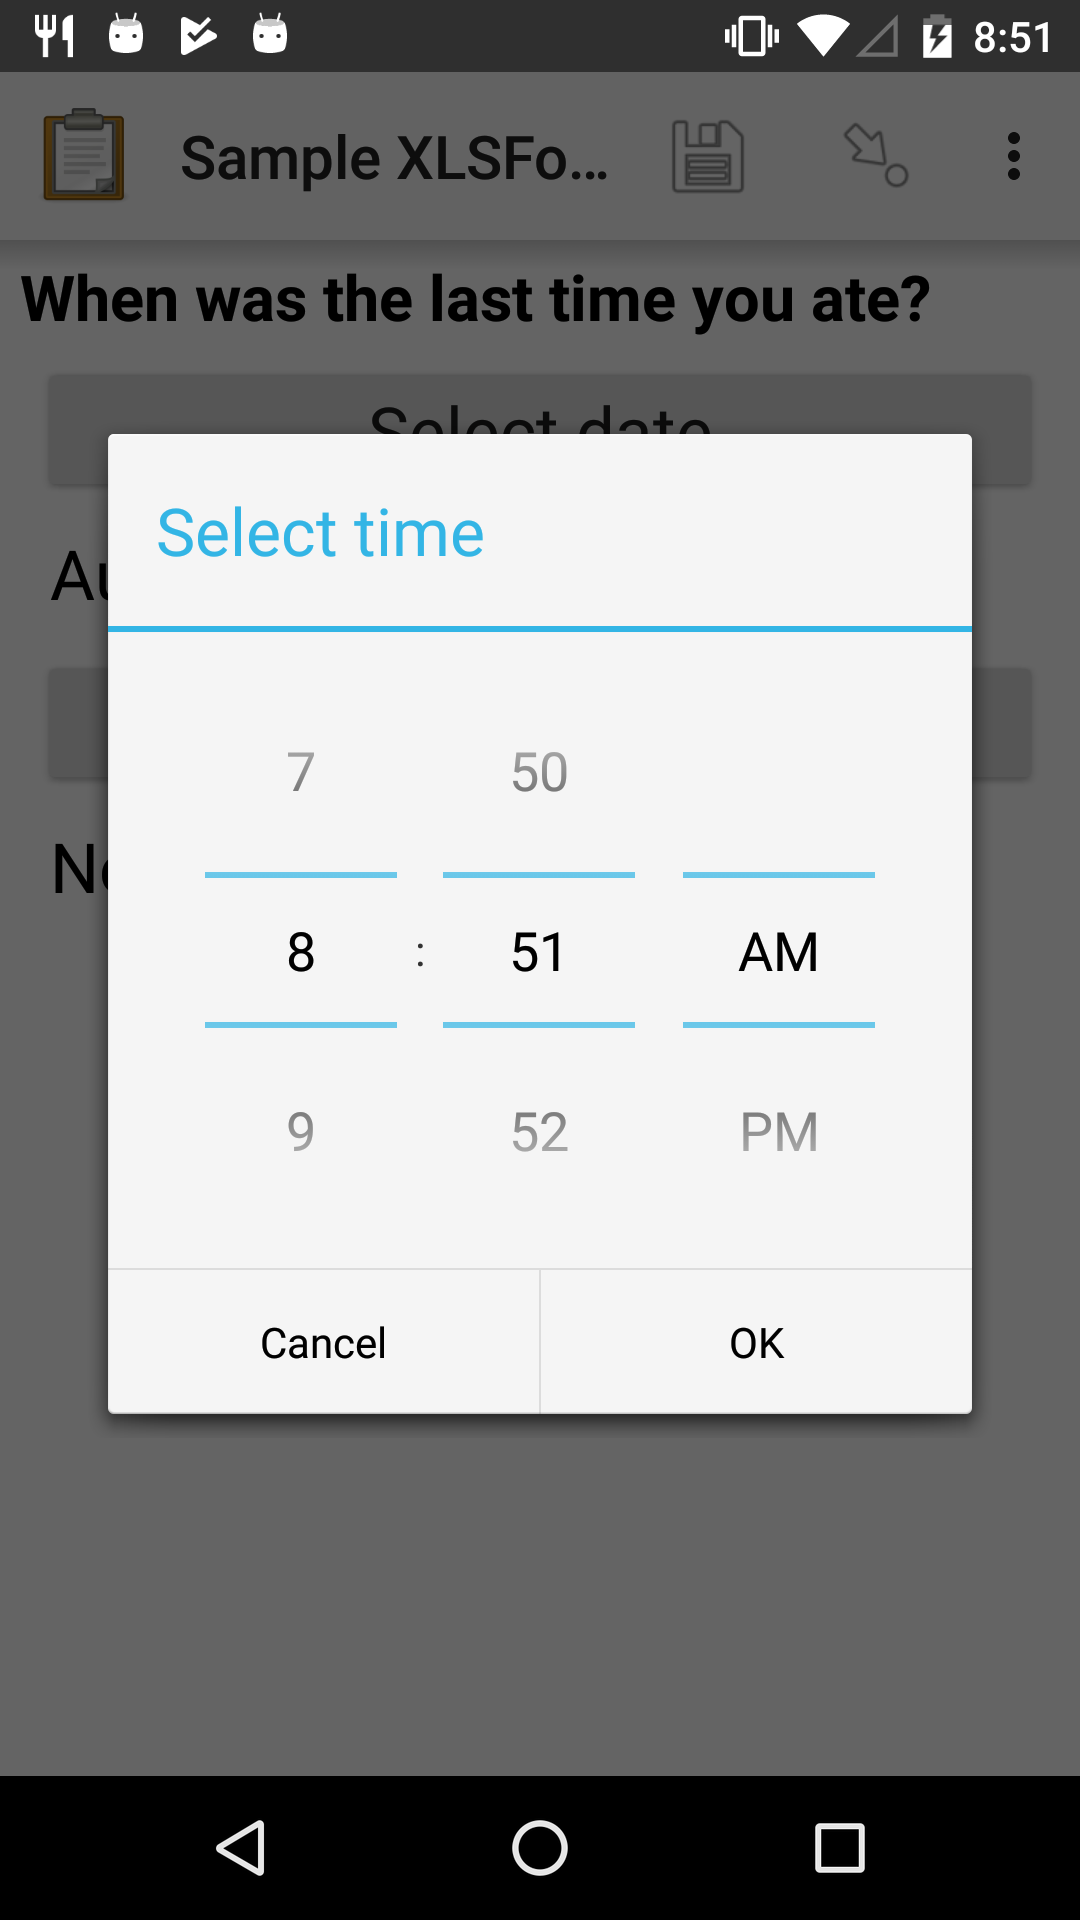 8:51
Sample XLSFo...
When was the last time you ate?
Select date
Select time
7 50
8 : 51 AM
9 52 PM
Cancel OK